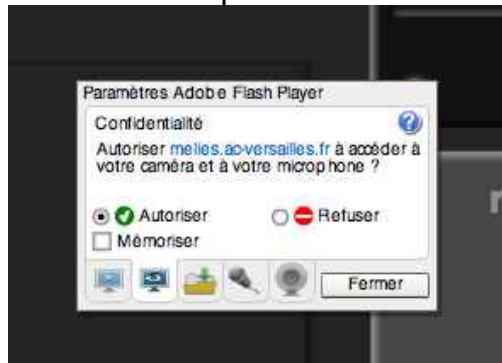 Paramètres Adobe Flash Player
Confidentialité
Autoriser melies.ac-versailles.fr à accéder à
votre caméra et à votre microphone ?
Autoriser Refuser
Mémoriser
Fermer